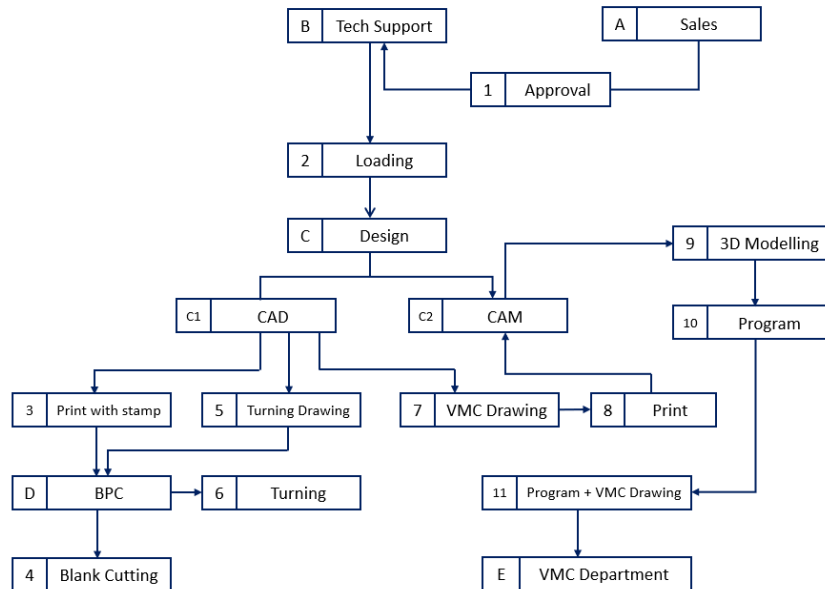 B Tech Support
A Sales
1 Approval
2 Loading
C Design
9 3D Modelling
C1 CAD
C2 CAM
10 Program
3 Print with stamp
5 Turning Drawing
7 VMC Drawing
8 Print
D BPC
6 Turning
11 Program + VMC Drawing
4 Blank Cutting
E VMC Department